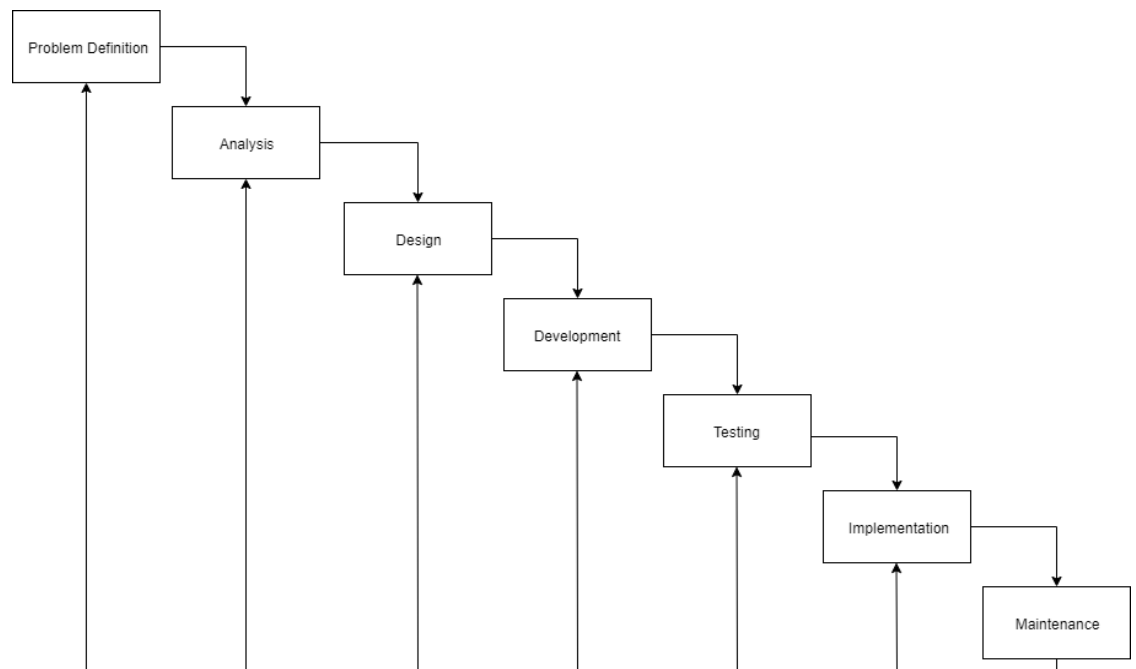 Problem Definition
Analysis
Design
Development
Testing
Implementation
Maintenance